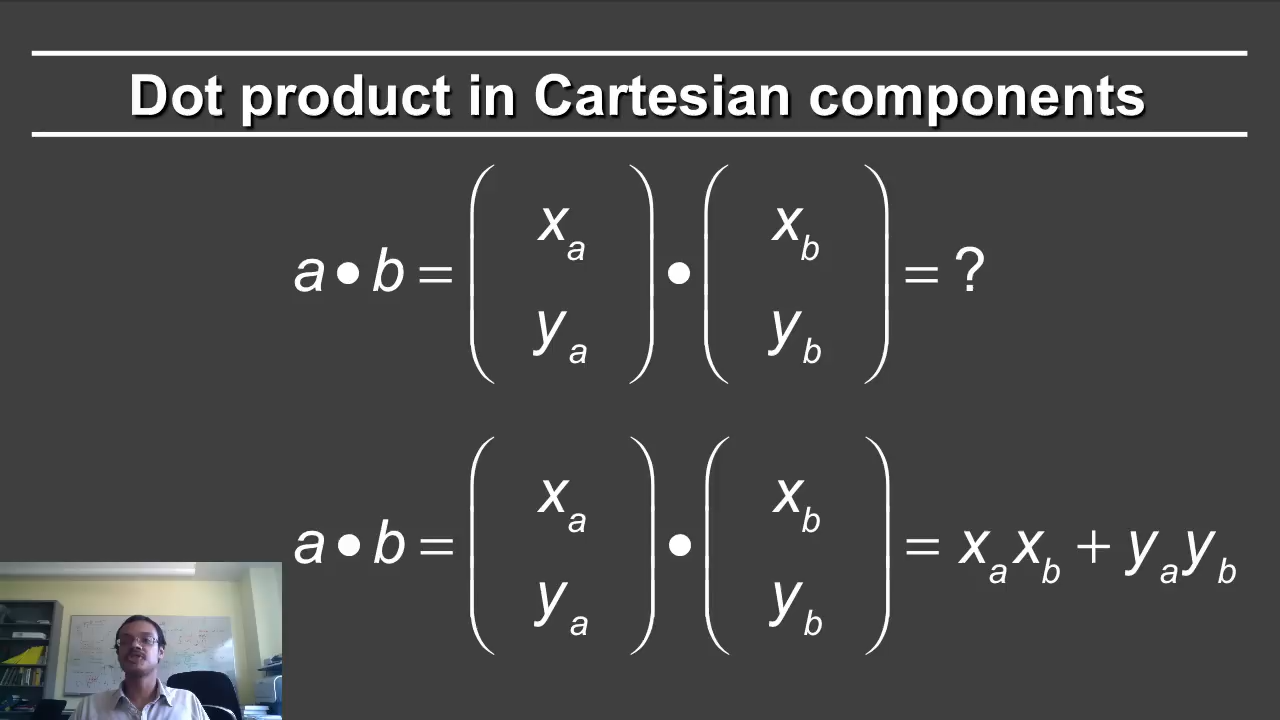 Dot product in Cartesian components
a • b = ( x_a y_a ) • ( x_b y_b ) = ?
a • b = ( x_a y_a ) • ( x_b y_b ) = x_a x_b + y_a y_b